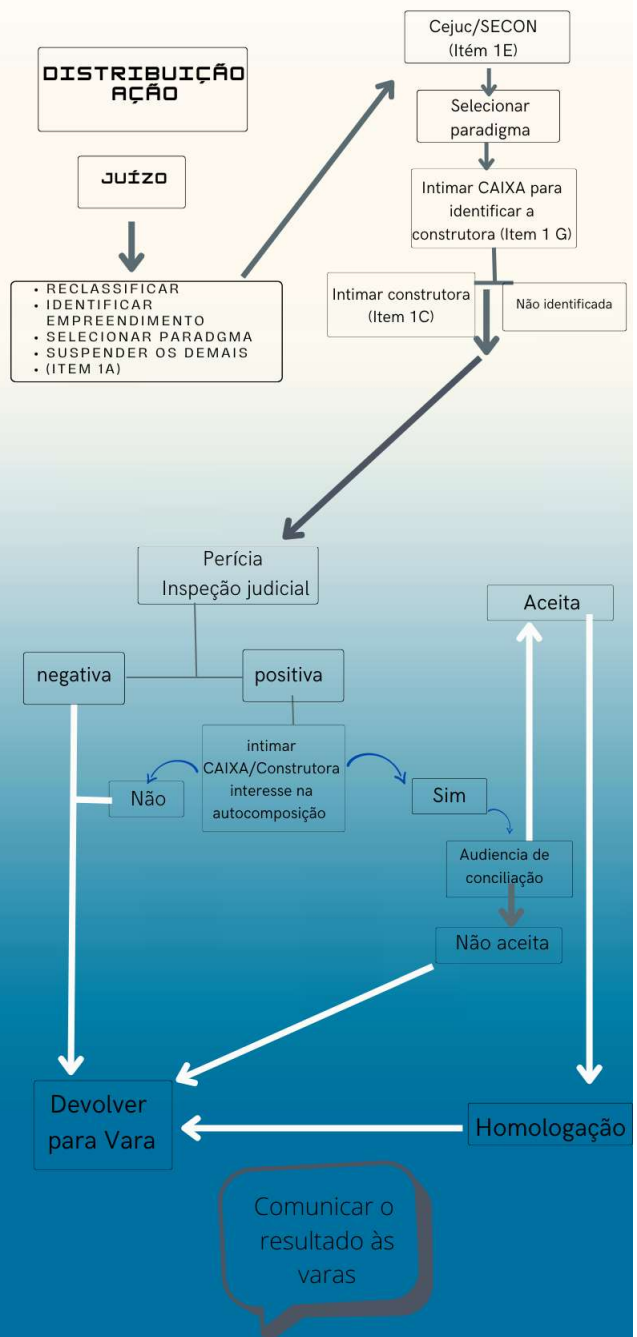 DISTRIBUIÇÃO
AÇÃO
JUÍZO
• RECLASSIFICAR
• IDENTIFICAR
EMPREENDIMENTO
• SELECIONAR PARADGMA
• SUSPENDER OS DEMAIS
• (ITEM 1A)
Cejuc/SECON
(Itém 1E)
Selecionar
paradigma
Intimar CAIXA para
identificar a
construtora (Item 1 G)
Intimar construtora
(Item 1C)
Não identificada
Perícia
Inspeção judicial
negativa
positiva
intimar
CAIXA/Construtora
interesse na
autocomposição
Não
Sim
Audiencia de
conciliação
Aceita
Não aceita
Devolver
para Vara
Homologação
Comunicar o
resultado às
varas